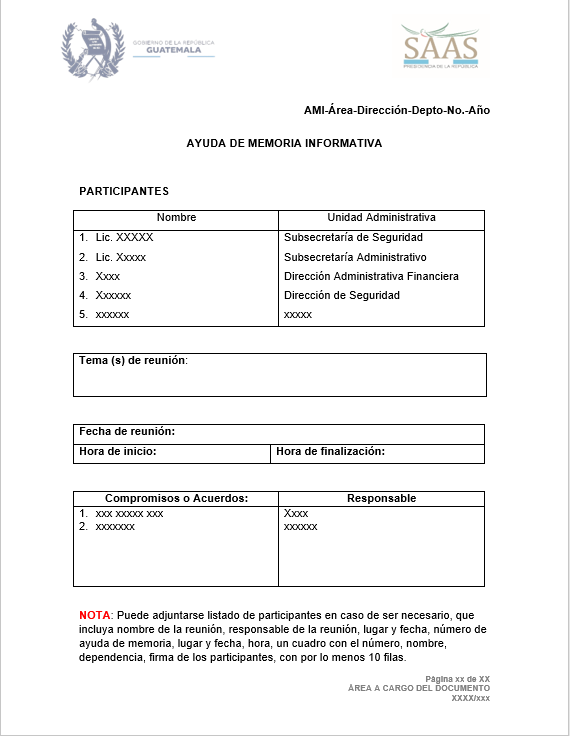 GOBIERNO DE LA REPÚBLICA
GUATEMALA
SAAS
PRESIDENCIA DE LA REPÚBLICA
AMI-Área-Dirección-Depto-No.-Año
AYUDA DE MEMORIA INFORMATIVA
PARTICIPANTES
Nombre Unidad Administrativa
1. Lic. XXXXX Subsecretaría de Seguridad
2. Lic. Xxxxx Subsecretaría Administrativo
3. Xxxx Dirección Administrativa Financiera
4. Xxxxxx Dirección de Seguridad
5. xxxxxx xxxxx
Tema (s) de reunión:
Fecha de reunión:
Hora de inicio: Hora de finalización:
Compromisos o Acuerdos: Responsable
1. xxx xxxxx xxx Xxxx
2. xxxxxxx xxxxxx
NOTA: Puede adjuntarse listado de participantes en caso de ser necesario, que
incluya nombre de la reunión, responsable de la reunión, lugar y fecha, número de
ayuda de memoria, lugar y fecha, hora, un cuadro con el número, nombre,
dependencia, firma de los participantes, con por lo menos 10 filas.
Página xx de XX
ÁREA A CARGO DEL DOCUMENTO
XXXX/xxx